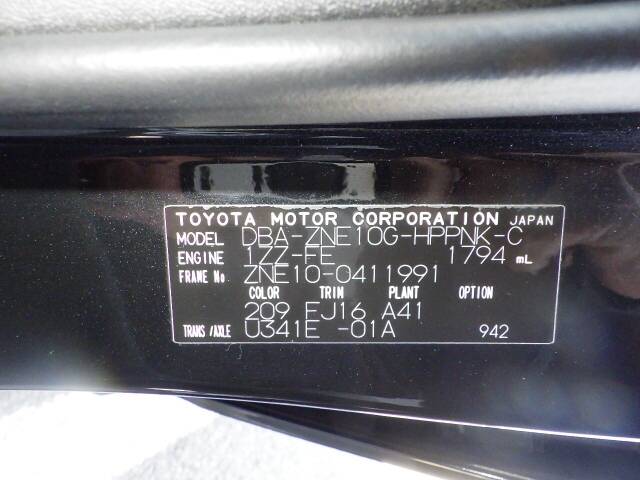 TOYOTA MOTOR CORPORATION JAPAN
MODEL DBA-ZNE10G-HPPNK-C
ENGINE 1ZZ-FE 1794 mL
FRAME No. ZNE10-0411991
COLOR TRIM PLANT OPTION
209 EJ16 A41
TRANS/AXLE U341E -01A 942